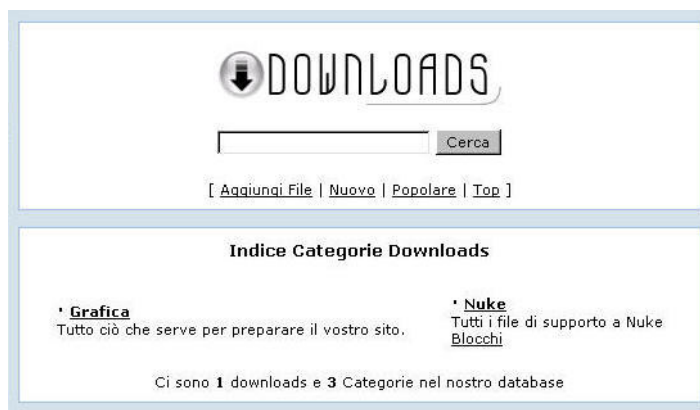 DOWNLOADS
Cerca
[ Aggiungi File | Nuovo | Popolare | Top ]
Indice Categorie Downloads
· Grafica
Tutto ciò che serve per preparare il vostro sito.
· Nuke
Tutti i file di supporto a Nuke
Blocchi
Ci sono 1 downloads e 3 Categorie nel nostro database